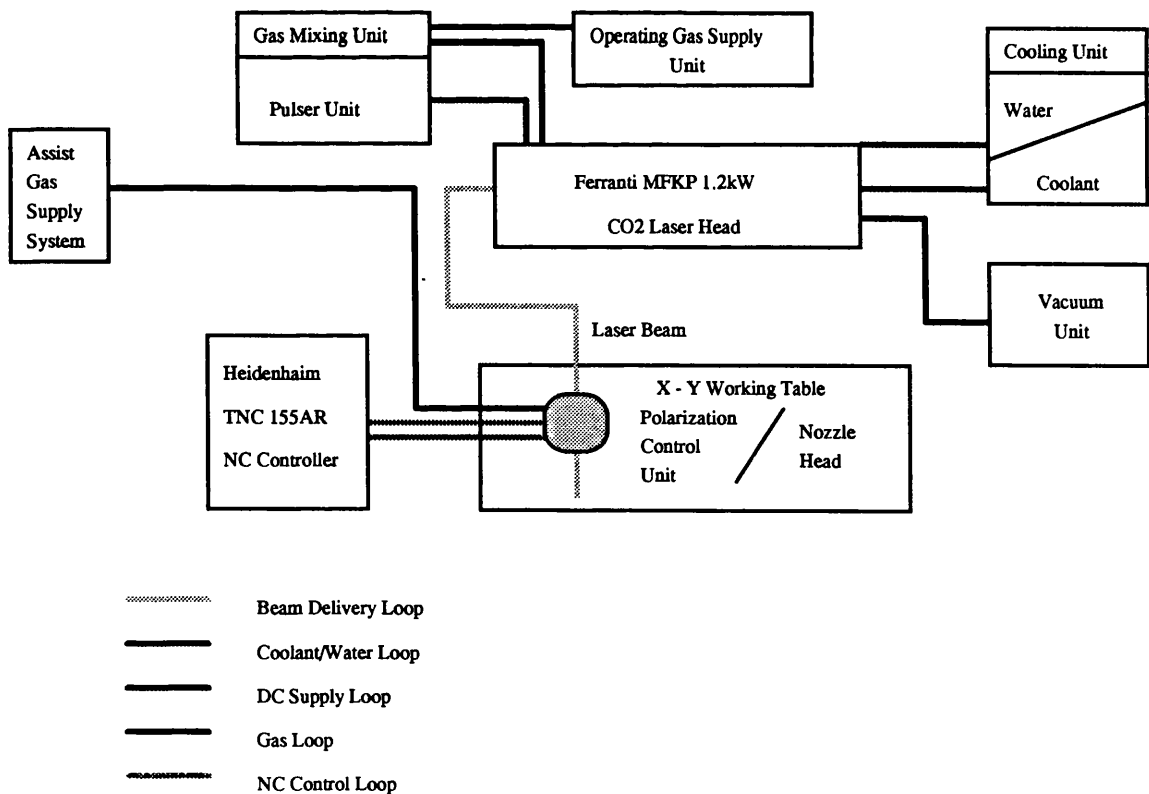 Gas Mixing Unit
Pulser Unit
Operating Gas Supply
Unit
Cooling Unit
Water
Coolant
Assist
Gas
Supply
System
Ferranti MFKP 1.2kW
CO2 Laser Head
Vacuum
Unit
Laser Beam
Heidenhaim
TNC 155AR
NC Controller
X - Y Working Table
Polarization
Control
Unit
Nozzle
Head
Beam Delivery Loop
Coolant/Water Loop
DC Supply Loop
Gas Loop
NC Control Loop